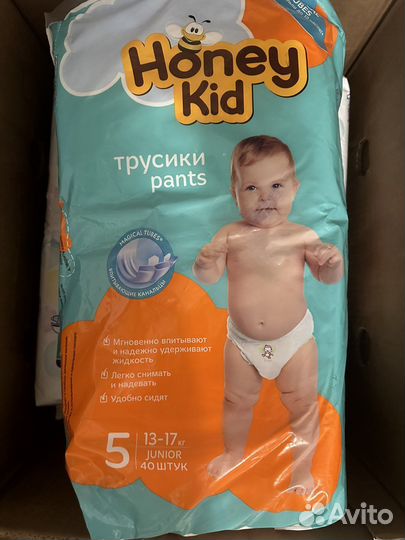 TUBES
Honey
Kid
трусики
pants
MAGICAL TUBES
ВПИТЫВАЮЩИЕ КАНАЛЬЦЫ
Мгновенно впитывают
и надежно удерживают
жидкость
Легко снимать
и надевать
Удобно сидят
5
13-17 кг
JUNIOR
40 ШТУК
Avito